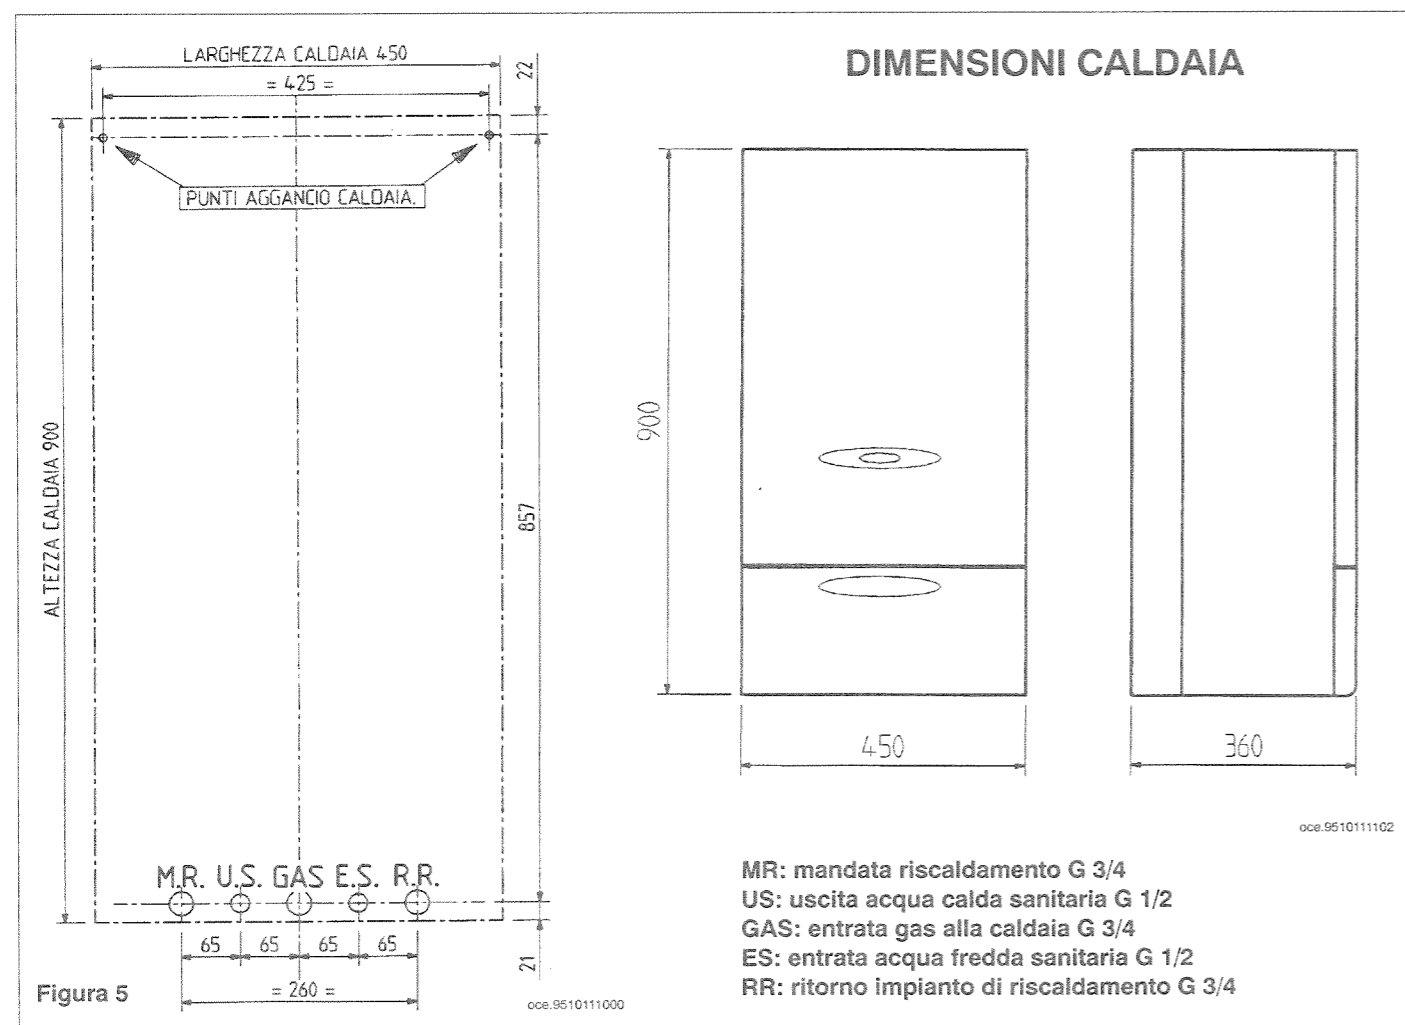 LARGHEZZA CALDAIA 450
= 425 =
22
PUNTI AGGANCIO CALDAIA.
ALTEZZA CALDAIA 900
857
M.R. U.S. GAS E.S. R.R.
65 65 65 65
= 260 =
21
Figura 5
oce.9510111000
DIMENSIONI CALDAIA
900
450
360
oce.9510111102
MR: mandata riscaldamento G 3/4
US: uscita acqua calda sanitaria G 1/2
GAS: entrata gas alla caldaia G 3/4
ES: entrata acqua fredda sanitaria G 1/2
RR: ritorno impianto di riscaldamento G 3/4